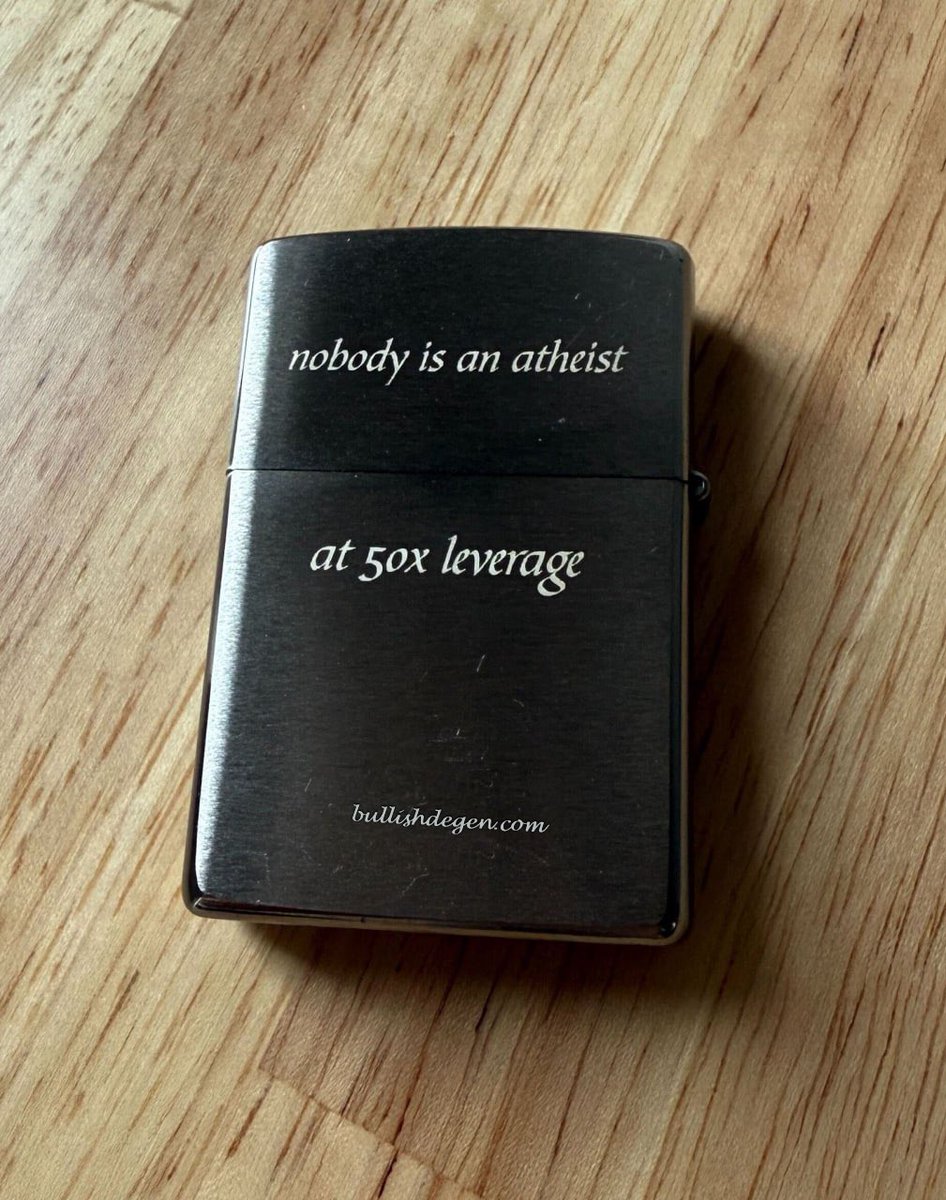 nobody is an atheist
at 50x leverage
bullishdegen.com